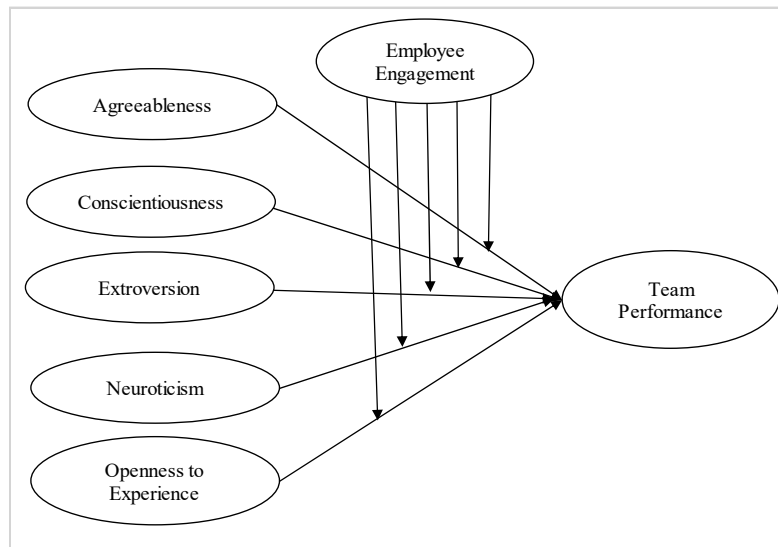 Employee
Engagement
Agreeableness
Conscientiousness
Extroversion
Team
Performance
Neuroticism
Openness to
Experience